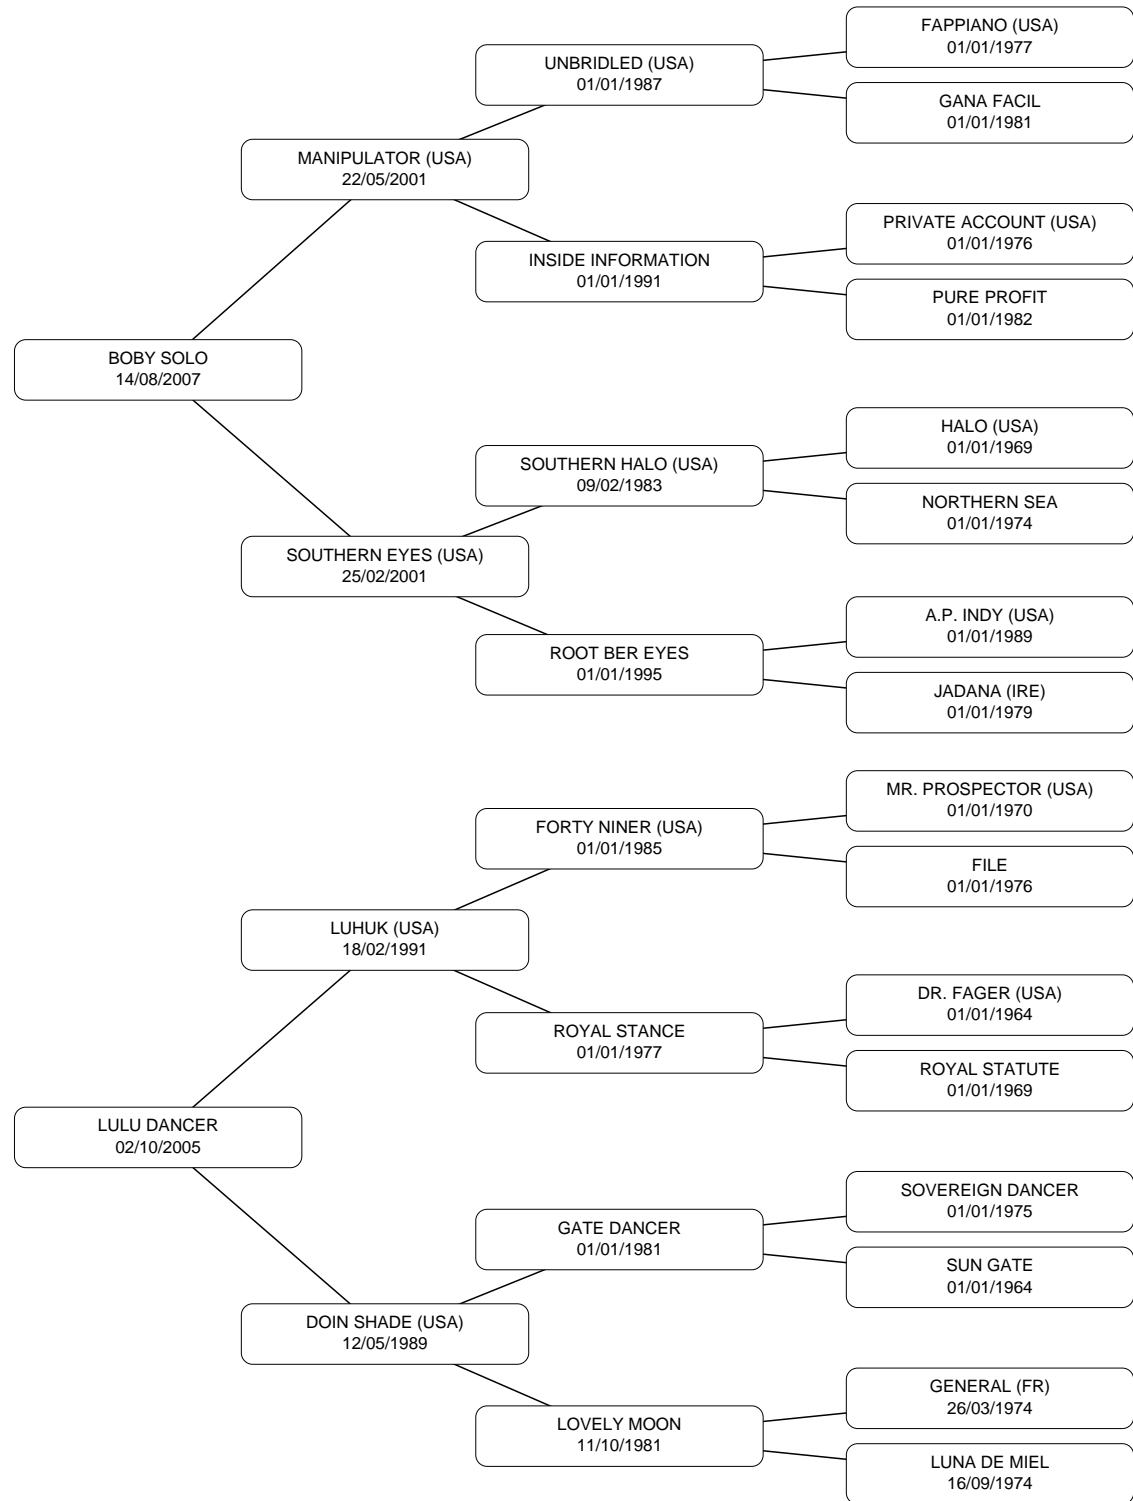 FAPPIANO (USA)
01/01/1977
UNBRIDLED (USA)
01/01/1987
GANA FACIL
01/01/1981
MANIPULATOR (USA)
22/05/2001
PRIVATE ACCOUNT (USA)
01/01/1976
INSIDE INFORMATION
01/01/1991
PURE PROFIT
01/01/1982
BOBY SOLO
14/08/2007
HALO (USA)
01/01/1969
SOUTHERN HALO (USA)
09/02/1983
NORTHERN SEA
01/01/1974
SOUTHERN EYES (USA)
25/02/2001
A.P. INDY (USA)
01/01/1989
ROOT BER EYES
01/01/1995
JADANA (IRE)
01/01/1979
MR. PROSPECTOR (USA)
01/01/1970
FORTY NINER (USA)
01/01/1985
FILE
01/01/1976
LUHUK (USA)
18/02/1991
DR. FAGER (USA)
01/01/1964
ROYAL STANCE
01/01/1977
ROYAL STATUTE
01/01/1969
LULU DANCER
02/10/2005
SOVEREIGN DANCER
01/01/1975
GATE DANCER
01/01/1981
SUN GATE
01/01/1964
DOIN SHADE (USA)
12/05/1989
GENERAL (FR)
26/03/1974
LOVELY MOON
11/10/1981
LUNA DE MIEL
16/09/1974